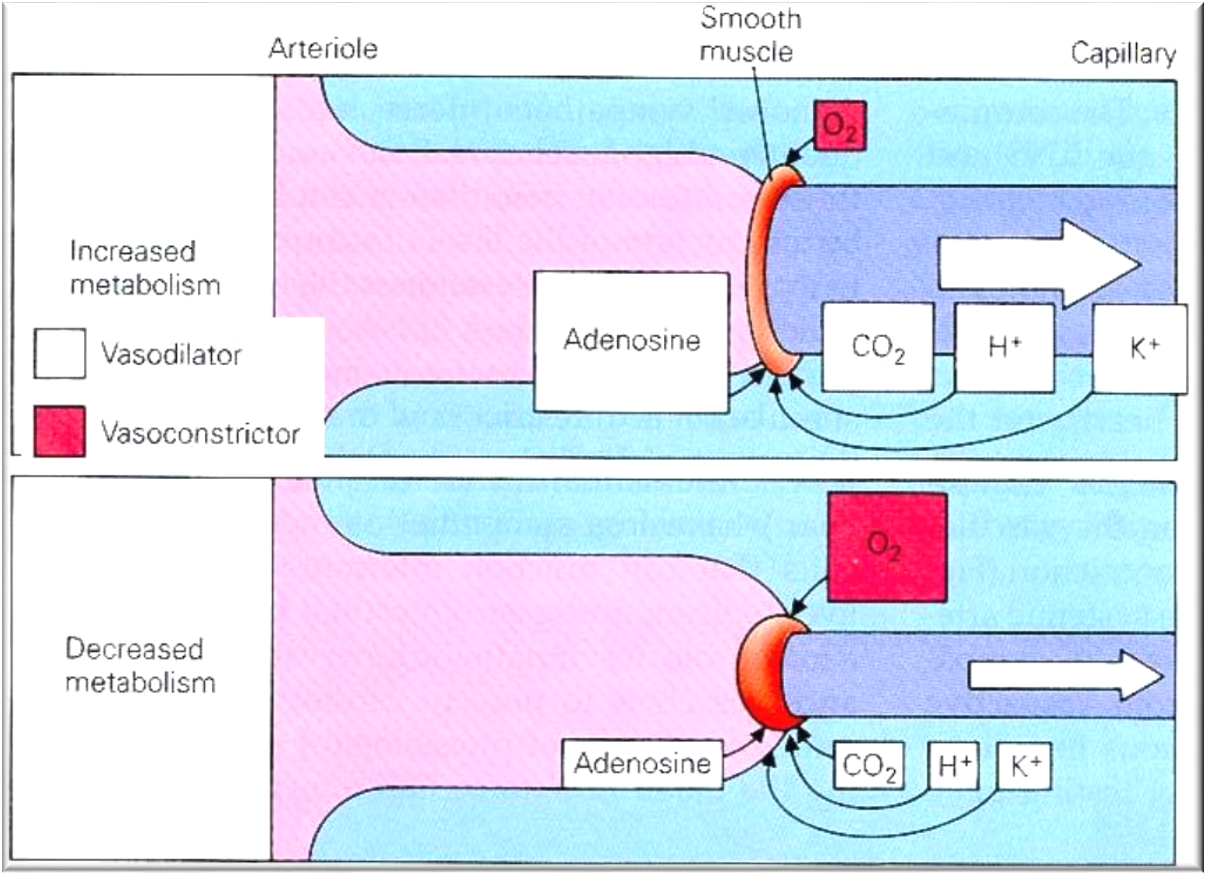 Arteriole
Smooth
muscle
Capillary
O₂
Increased
metabolism
Adenosine
CO₂
H⁺
K⁺
Vasodilator
Vasoconstrictor
O₂
Decreased
metabolism
Adenosine
CO₂
H⁺
K⁺